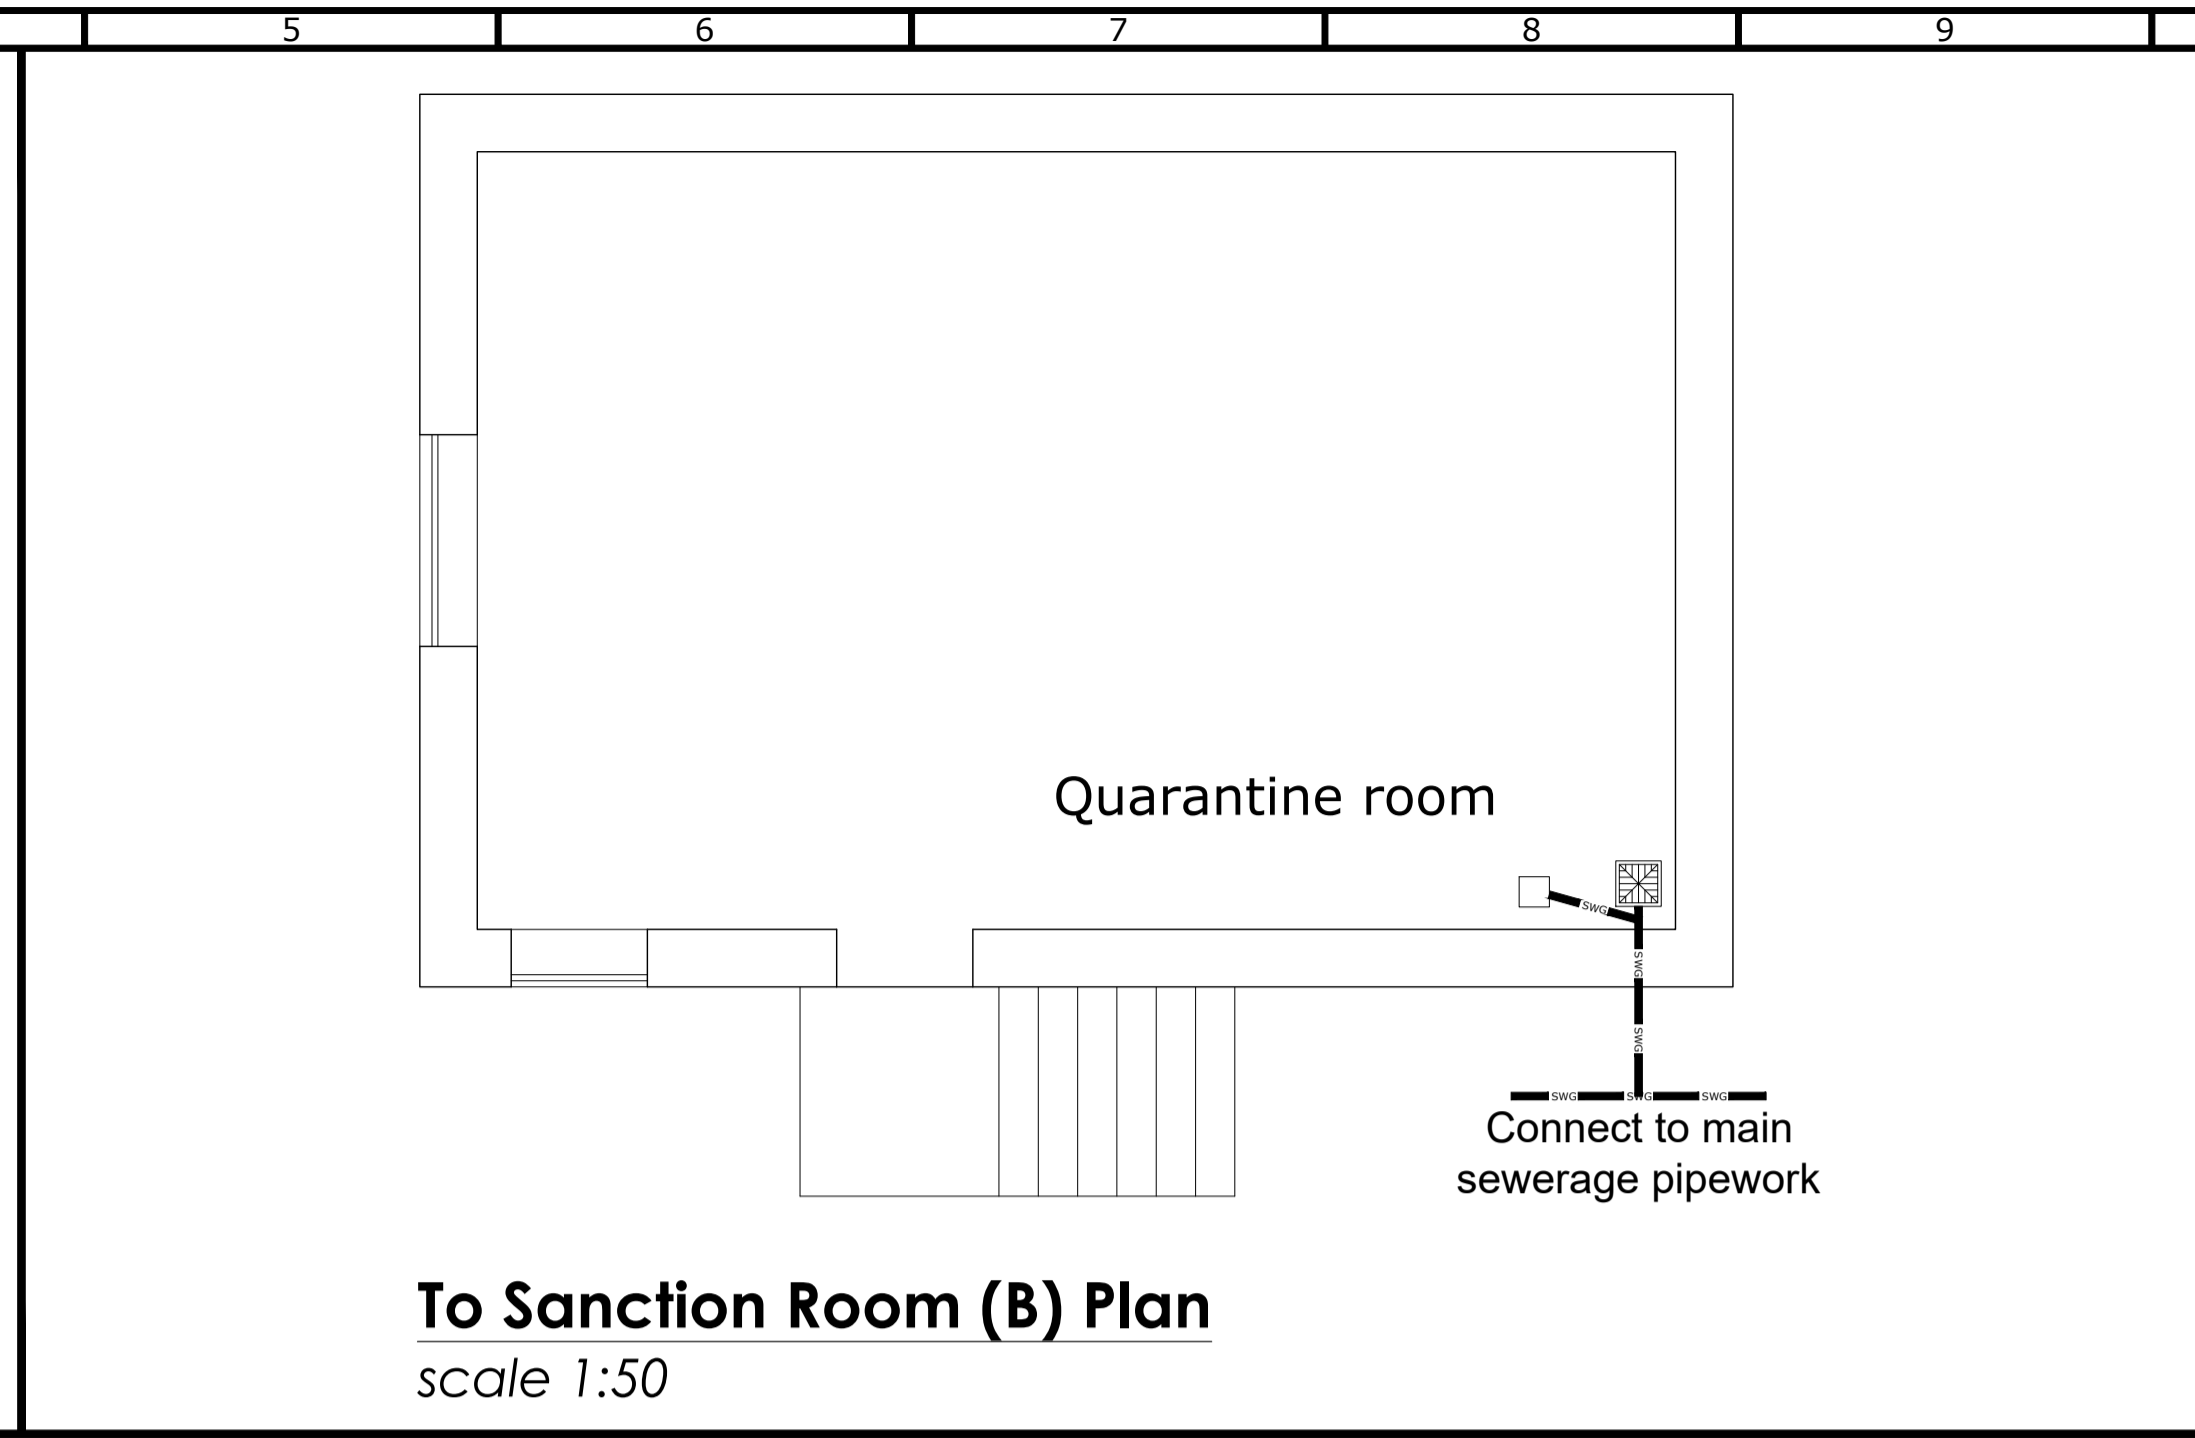 5 6 7 8 9
Quarantine room
SWG
SWG
SWG
SWG SWG SWG
Connect to main
sewerage pipework
To Sanction Room (B) Plan
scale 1:50